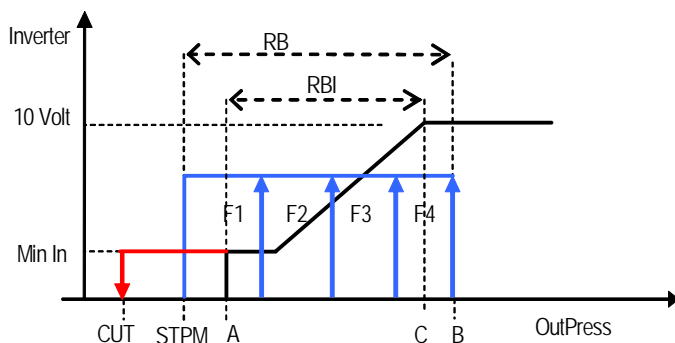 Inverter
RB
RBI
10 Volt
F1 F2 F3 F4
Min In
CUT STPM A C B OutPress